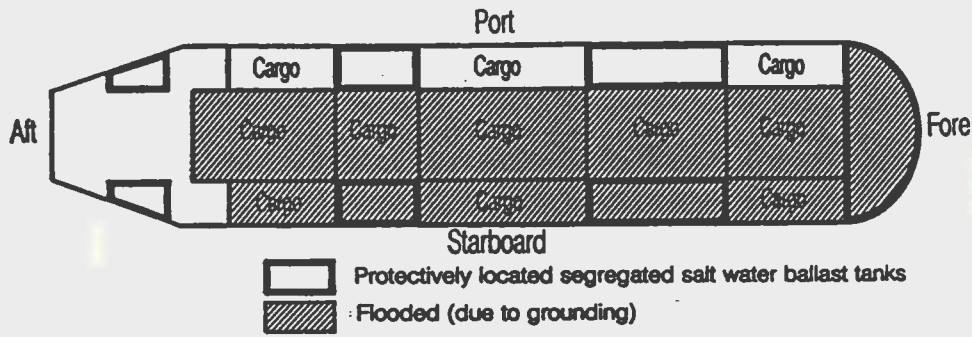 Port
Cargo Cargo Cargo
Aft
Cargo Cargo Cargo Cargo Cargo
Fore
Cargo Cargo Cargo
Starboard
Protectively located segregated salt water ballast tanks
Flooded (due to grounding)